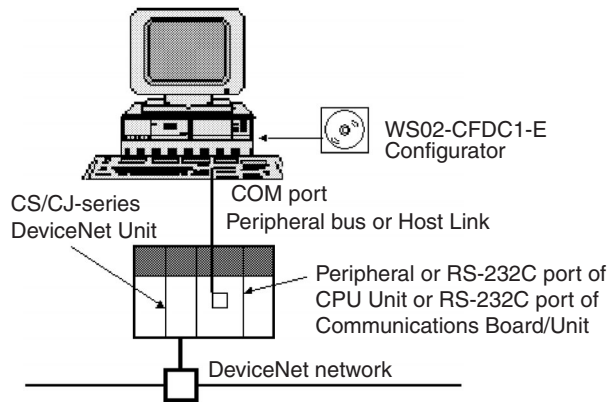 WS02-CFDC1-E
Configurator
COM port
Peripheral bus or Host Link
CS/CJ-series
DeviceNet Unit
Peripheral or RS-232C port of
CPU Unit or RS-232C port of
Communications Board/Unit
DeviceNet network